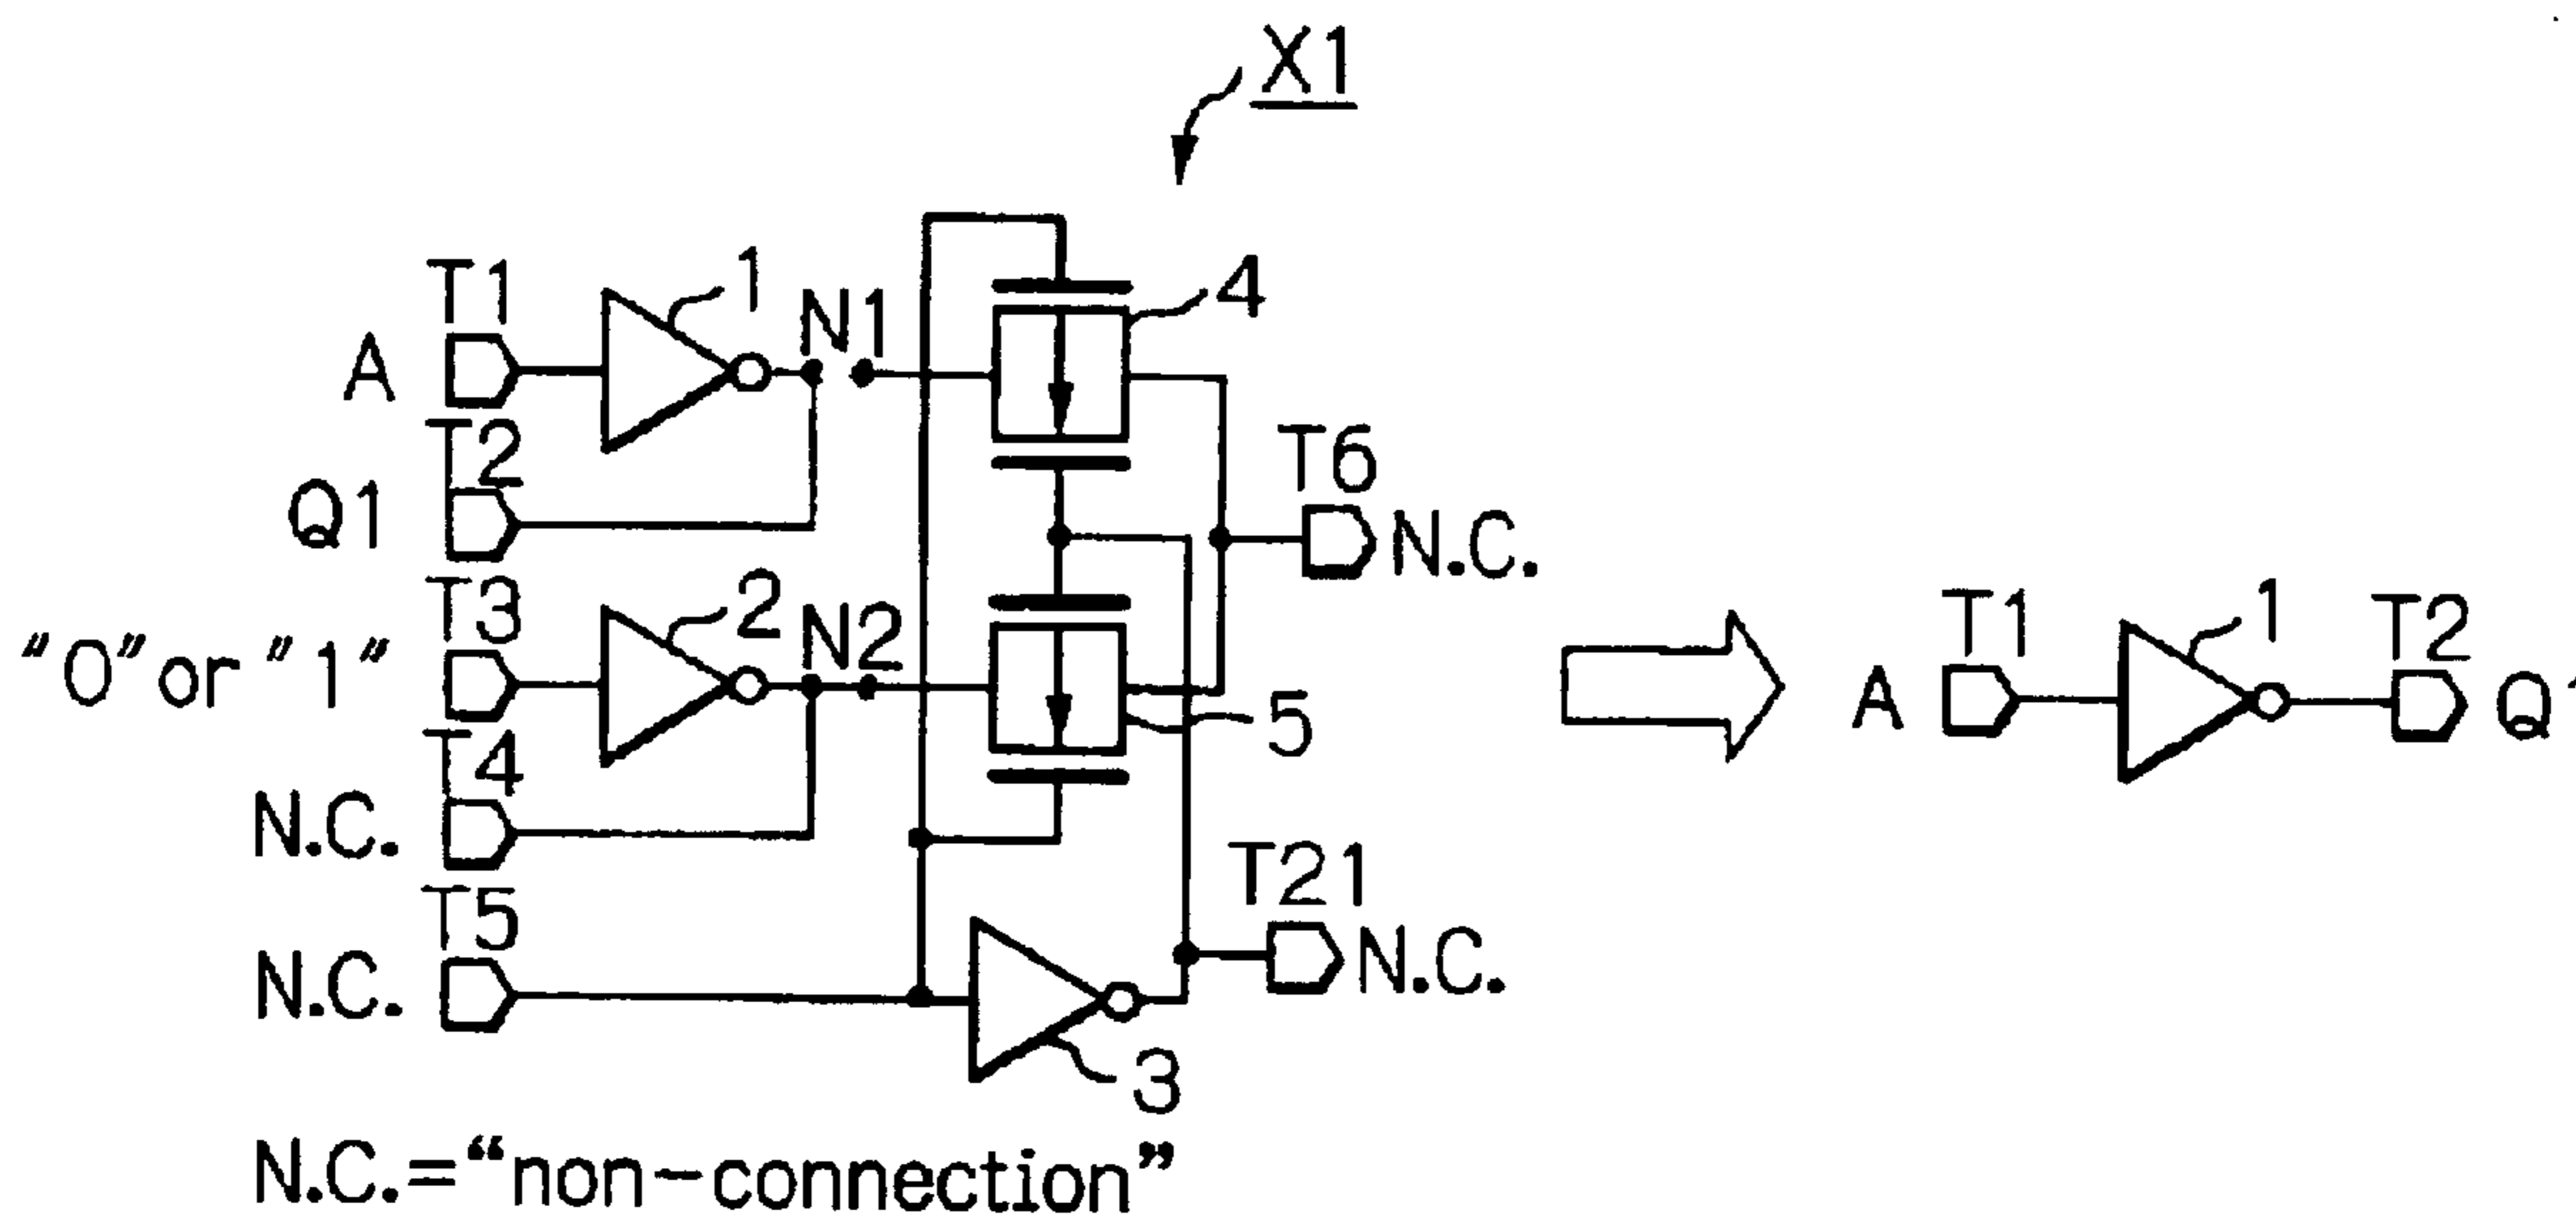 X1
T1
1
N1
4
A
T2
Q1
T6
N.C.
T3
2
N2
"0" or "1"
5
T4
N.C.
T5
N.C.
T21
N.C.
3
T1
1
T2
A
Q1
N.C.="non-connection"